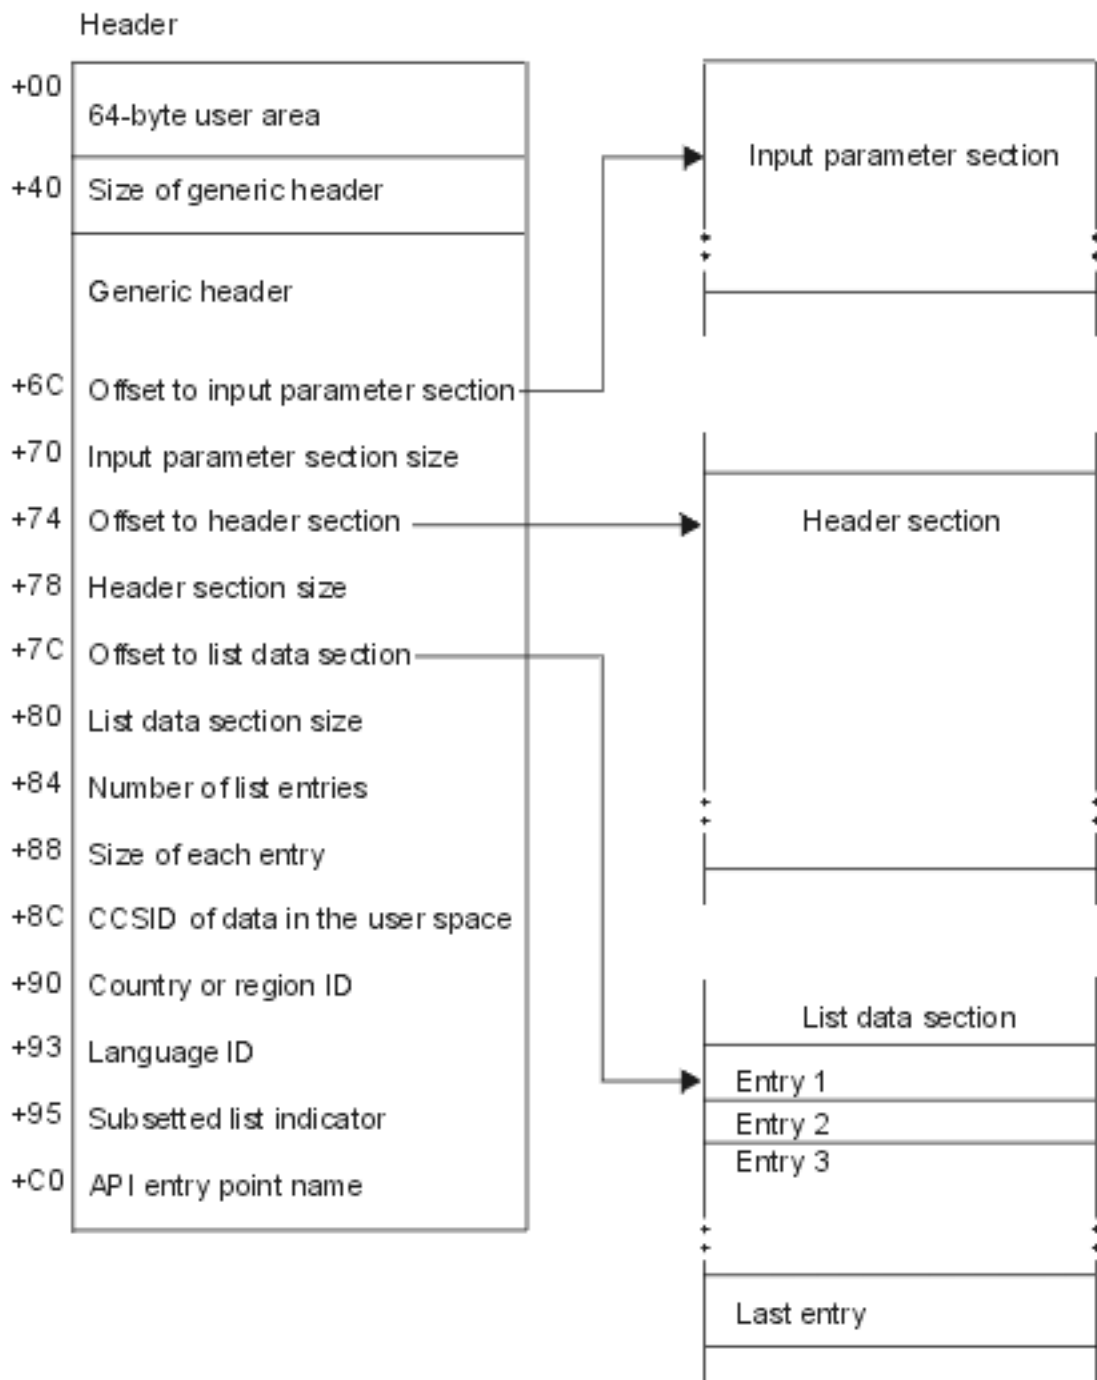 Header
+00
64-byte user area
+40
Size of generic header
Generic header
+6C
Offset to input parameter section
+70
Input parameter section size
+74
Offset to header section
+78
Header section size
+7C
Offset to list data section
+80
List data section size
+84
Number of list entries
+88
Size of each entry
+8C
CCSID of data in the user space
+90
Country or region ID
+93
Language ID
+95
Subsetted list indicator
+C0
API entry point name
Input parameter section
Header section
List data section
Entry 1
Entry 2
Entry 3
Last entry